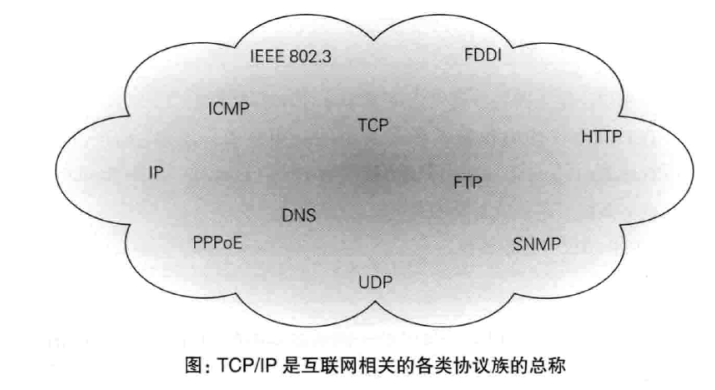 IEEE 802.3
FDDI
ICMP
TCP
HTTP
IP
FTP
DNS
PPPoE
SNMP
UDP
图：TCP/IP 是互联网相关的各类协议族的总称